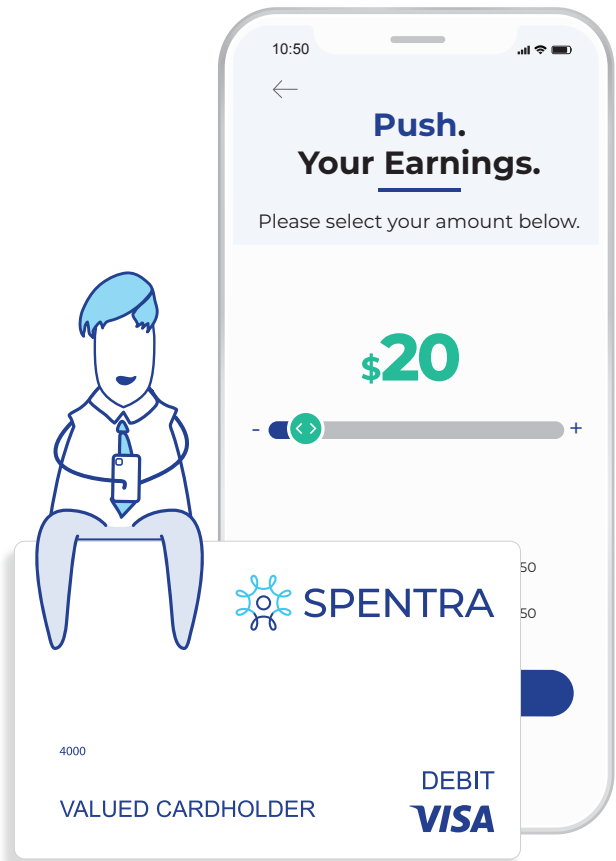 10:50
Push.
Your Earnings.
Please select your amount below.
$20
- < > +
50
50
SPENTRA
4000
DEBIT
VALUED CARDHOLDER
VISA